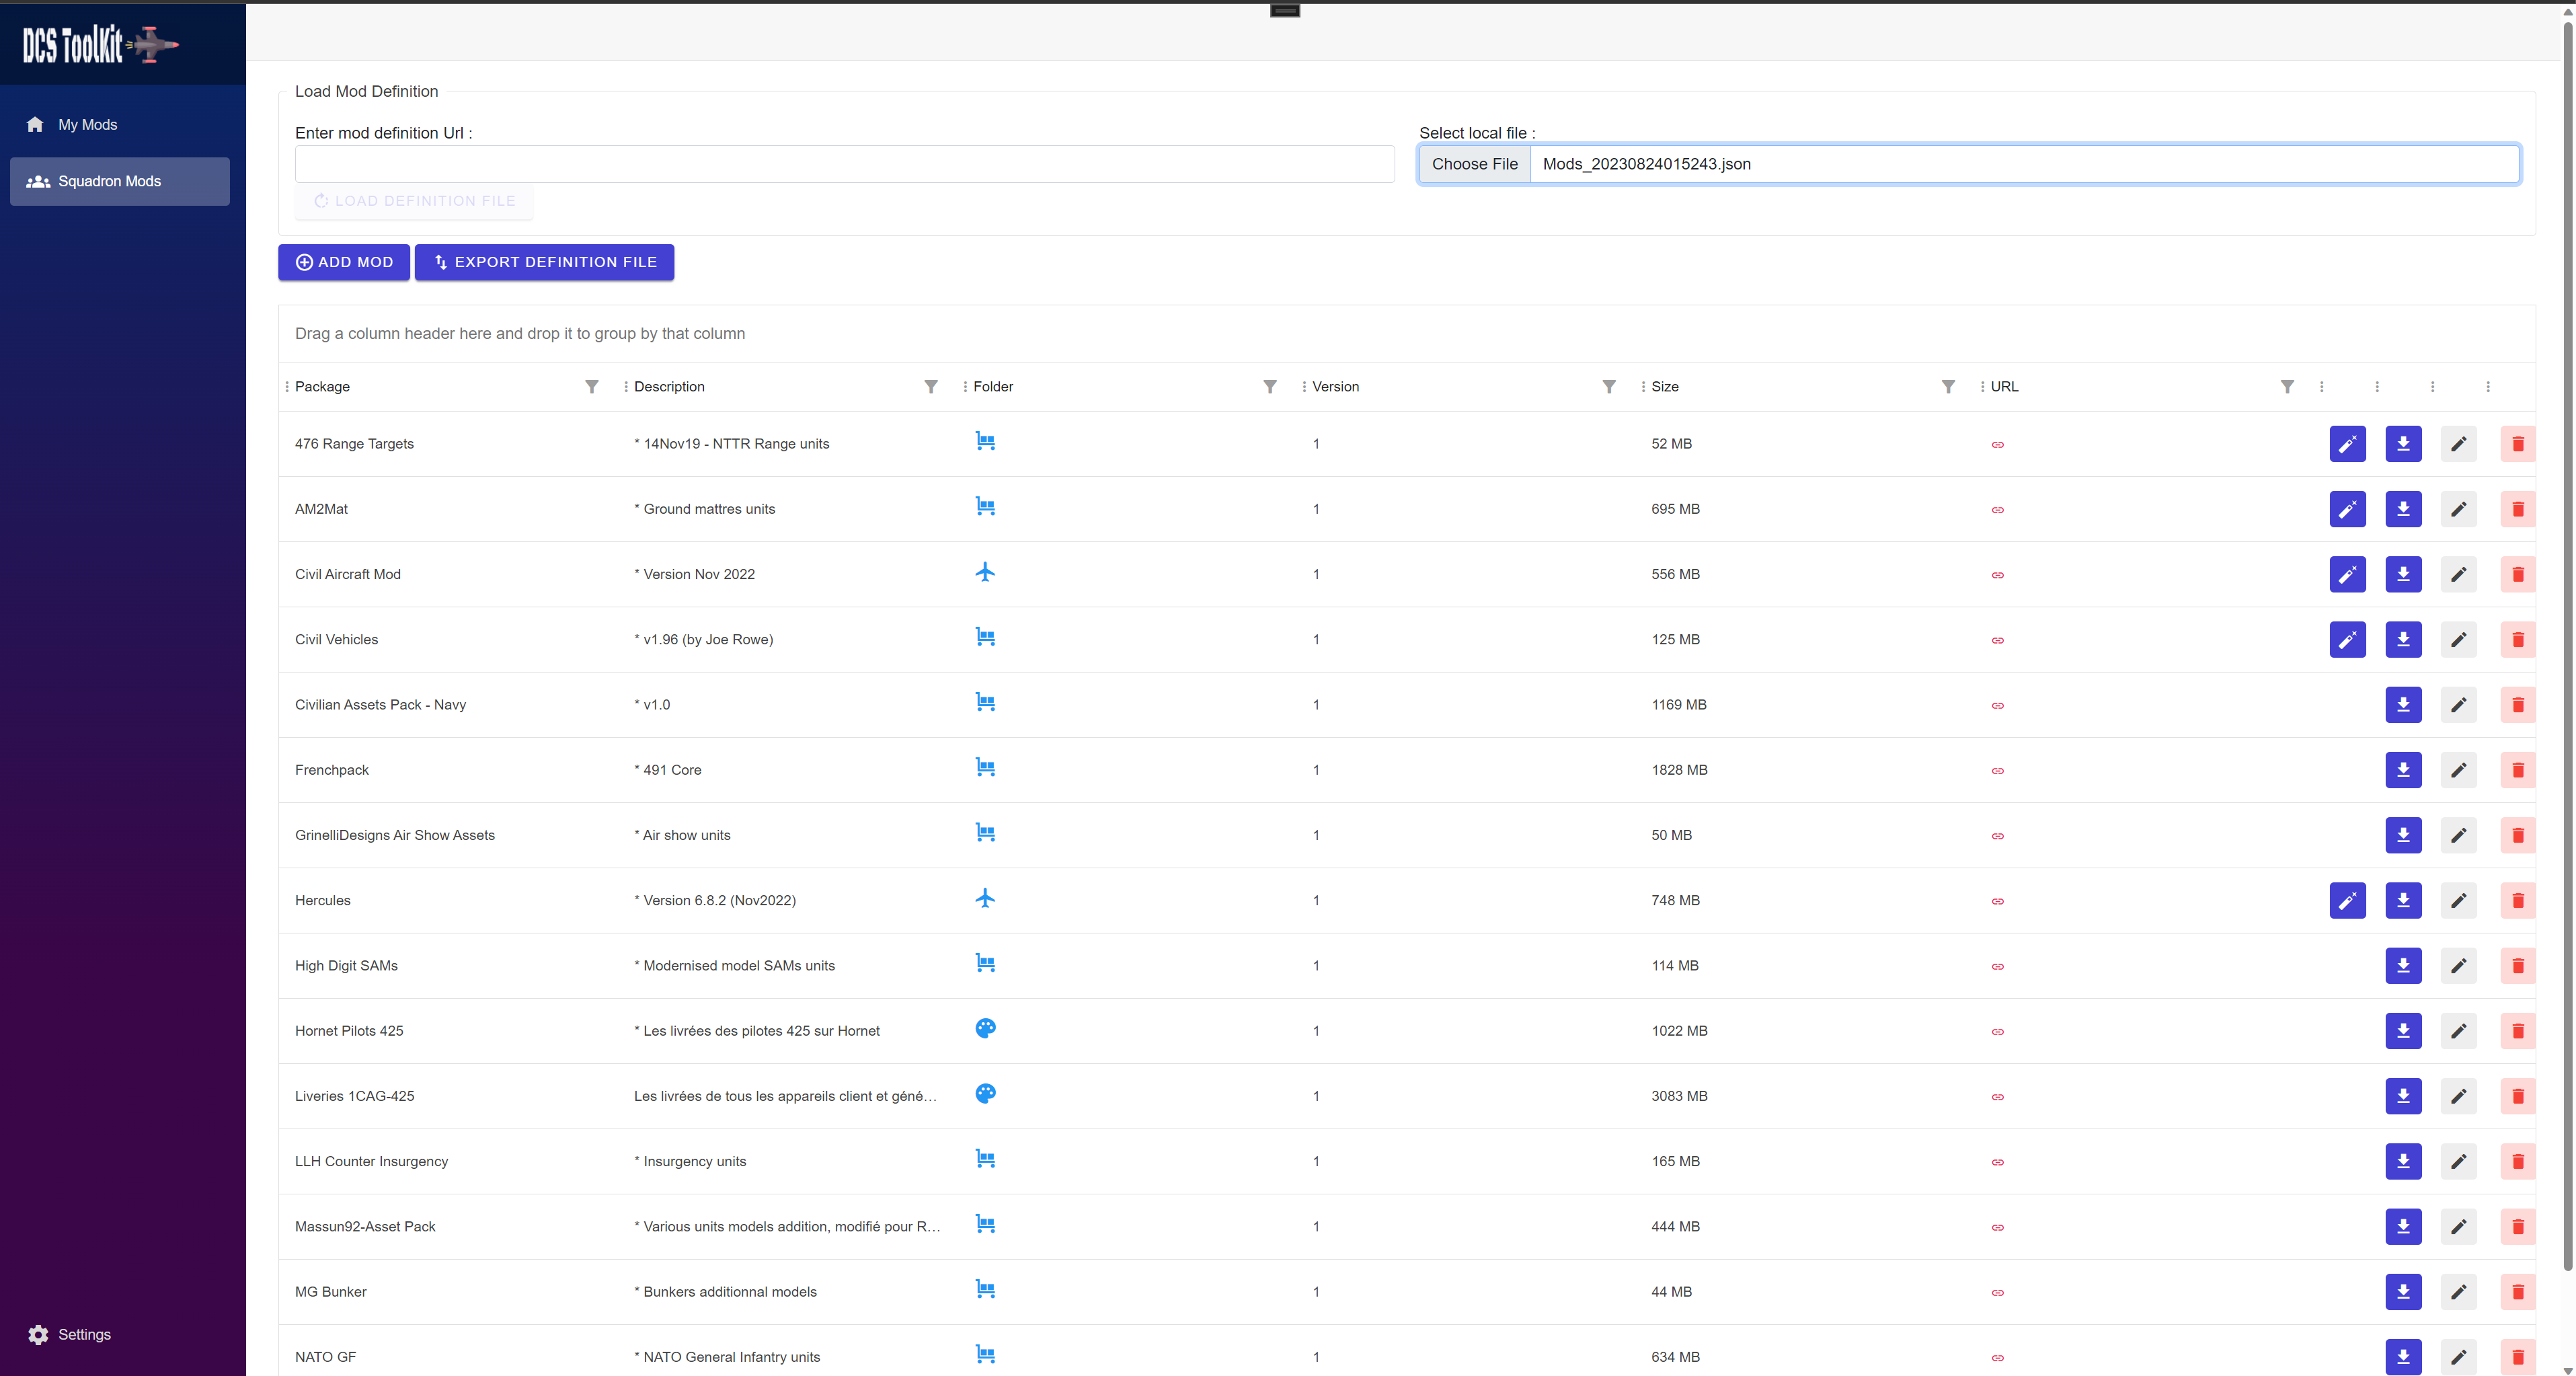 DCS ToolKit
My Mods
Squadron Mods
Settings
Load Mod Definition
Enter mod definition Url :
Select local file :
Choose File Mods_20230824015243.json
LOAD DEFINITION FILE
ADD MOD EXPORT DEFINITION FILE
Drag a column header here and drop it to group by that column
Package Description Folder Version Size URL
476 Range Targets * 14Nov19 - NTTR Range units 1 52 MB
AM2Mat * Ground mattres units 1 695 MB
Civil Aircraft Mod * Version Nov 2022 1 556 MB
Civil Vehicles * v1.96 (by Joe Rowe) 1 125 MB
Civilian Assets Pack - Navy * v1.0 1 1169 MB
Frenchpack * 491 Core 1 1828 MB
GrinelliDesigns Air Show Assets * Air show units 1 50 MB
Hercules * Version 6.8.2 (Nov2022) 1 748 MB
High Digit SAMs * Modernised model SAMs units 1 114 MB
Hornet Pilots 425 * Les livrées des pilotes 425 sur Hornet 1 1022 MB
Liveries 1CAG-425 Les livrées de tous les appareils client et géné… 1 3083 MB
LLH Counter Insurgency * Insurgency units 1 165 MB
Massun92-Asset Pack * Various units models addition, modifié pour R… 1 444 MB
MG Bunker * Bunkers additionnal models 1 44 MB
NATO GF * NATO General Infantry units 1 634 MB